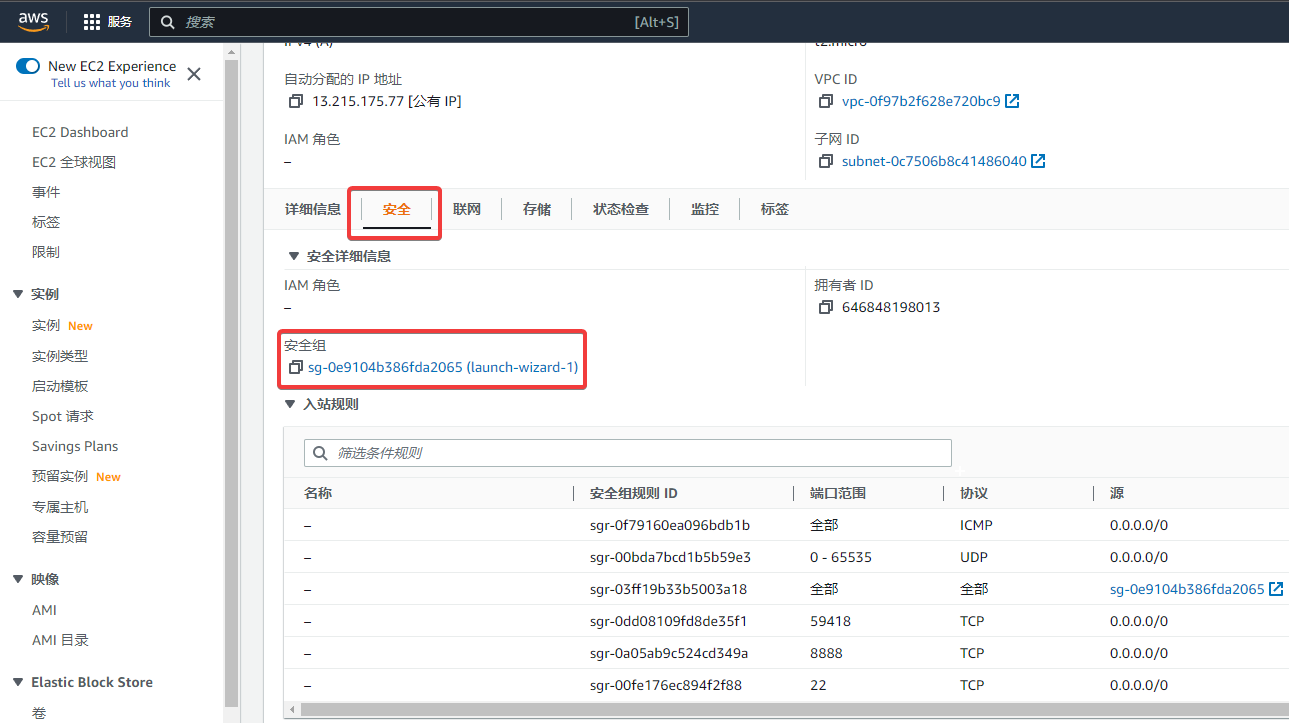 aws
服务
搜索
[Alt+S]
New EC2 Experience
Tell us what you think
EC2 Dashboard
EC2 全球视图
事件
标签
限制
实例
实例 New
实例类型
启动模板
Spot 请求
Savings Plans
预留实例 New
专属主机
容量预留
映像
AMI
AMI 目录
Elastic Block Store
卷
IPv4 (A)
t2.micro
自动分配的 IP 地址
13.215.175.77 [公有 IP]
VPC ID
vpc-0f97b2f628e720bc9
IAM 角色
–
子网 ID
subnet-0c7506b8c41486040
详细信息 安全 联网 存储 状态检查 监控 标签
安全详细信息
IAM 角色
–
拥有者 ID
646848198013
安全组
sg-0e9104b386fda2065 (launch-wizard-1)
入站规则
筛选条件规则
名称 安全组规则 ID 端口范围 协议 源
– sgr-0f79160ea096bdb1b 全部 ICMP 0.0.0.0/0
– sgr-00bda7bcd1b5b59e3 0 - 65535 UDP 0.0.0.0/0
– sgr-03ff19b33b5003a18 全部 全部 sg-0e9104b386fda2065
– sgr-0dd08109fd8de35f1 59418 TCP 0.0.0.0/0
– sgr-0a05ab9c524cd349a 8888 TCP 0.0.0.0/0
– sgr-00fe176ec894f2f88 22 TCP 0.0.0.0/0